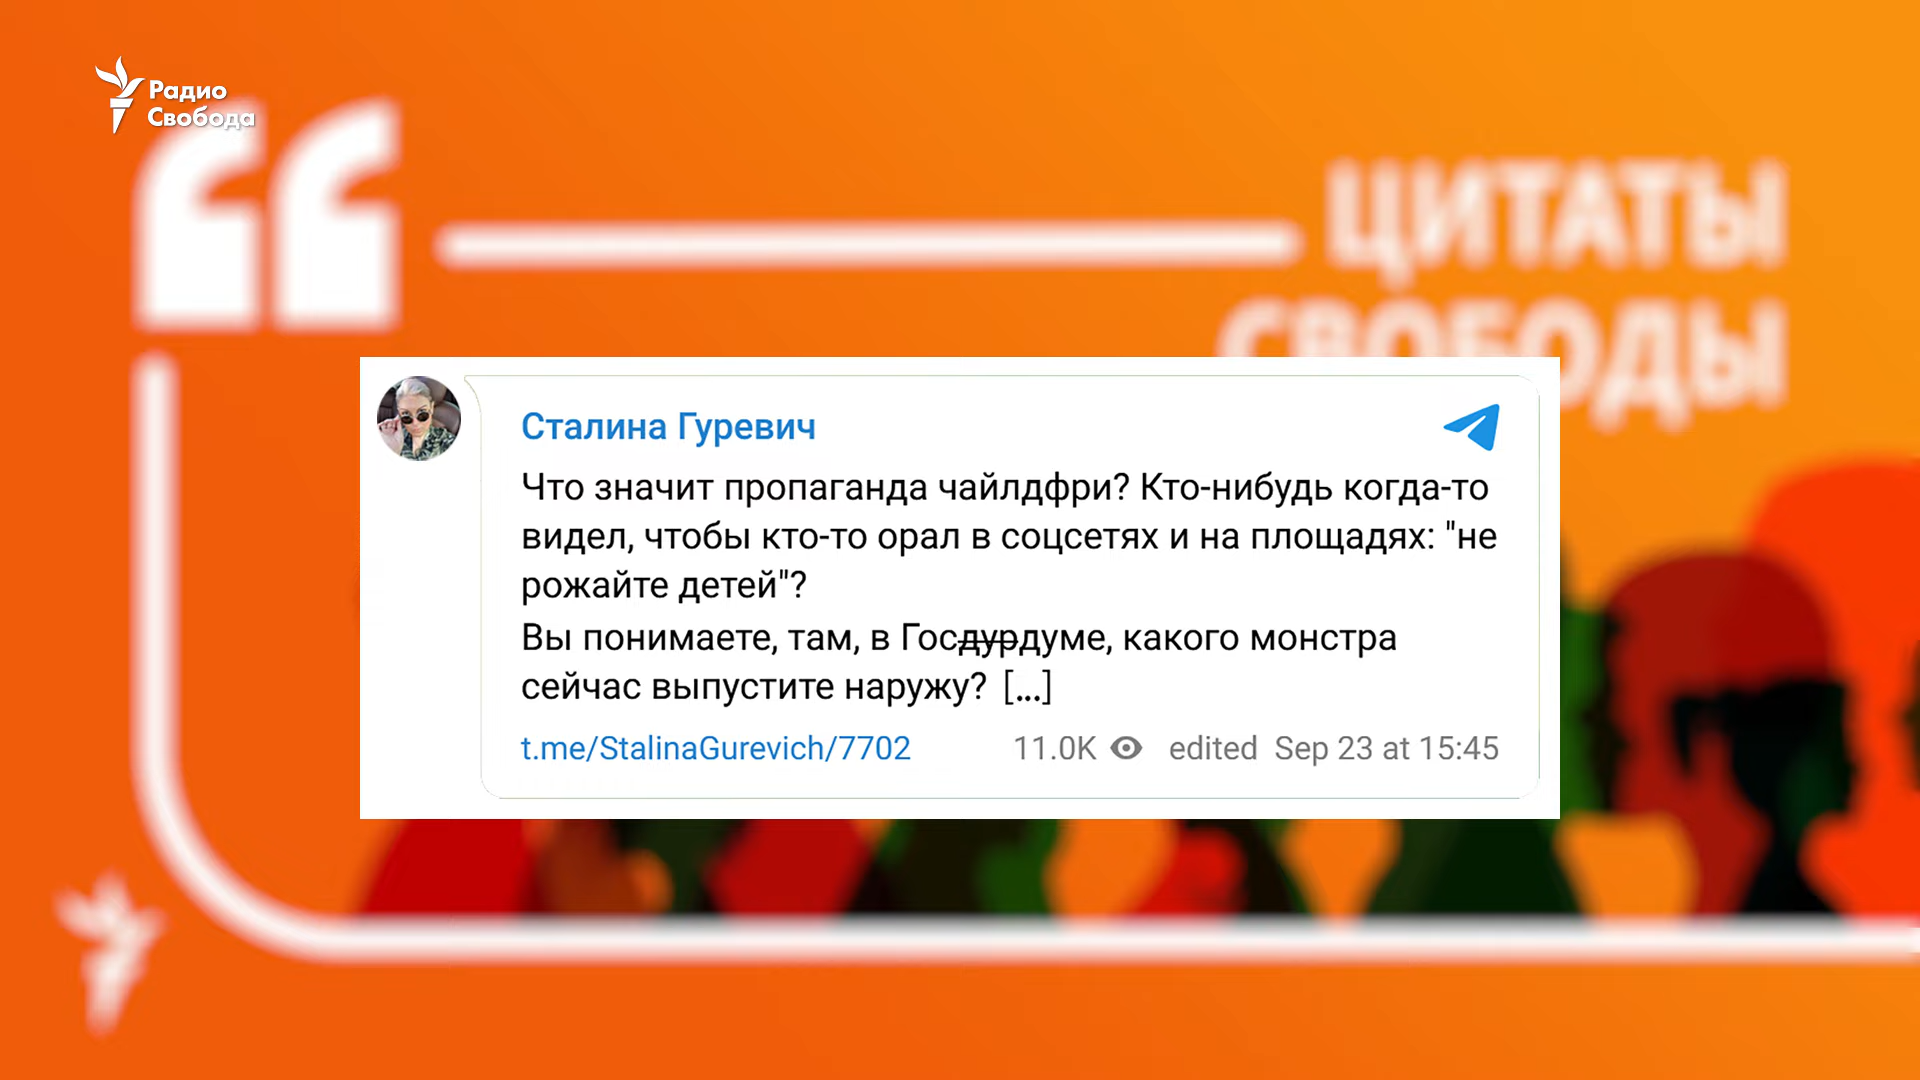 Радио
Свобода
ЦИТАТЫ
СВОБОДЫ
Сталина Гуревич
Что значит пропаганда чайлдфри? Кто-нибудь когда-то
видел, чтобы кто-то орал в соцсетях и на площадях: "не
рожайте детей"?
Вы понимаете, там, в Госдурдуме, какого монстра
сейчас выпустите наружу? [...]
t.me/StalinaGurevich/7702 11.0K edited Sep 23 at 15:45